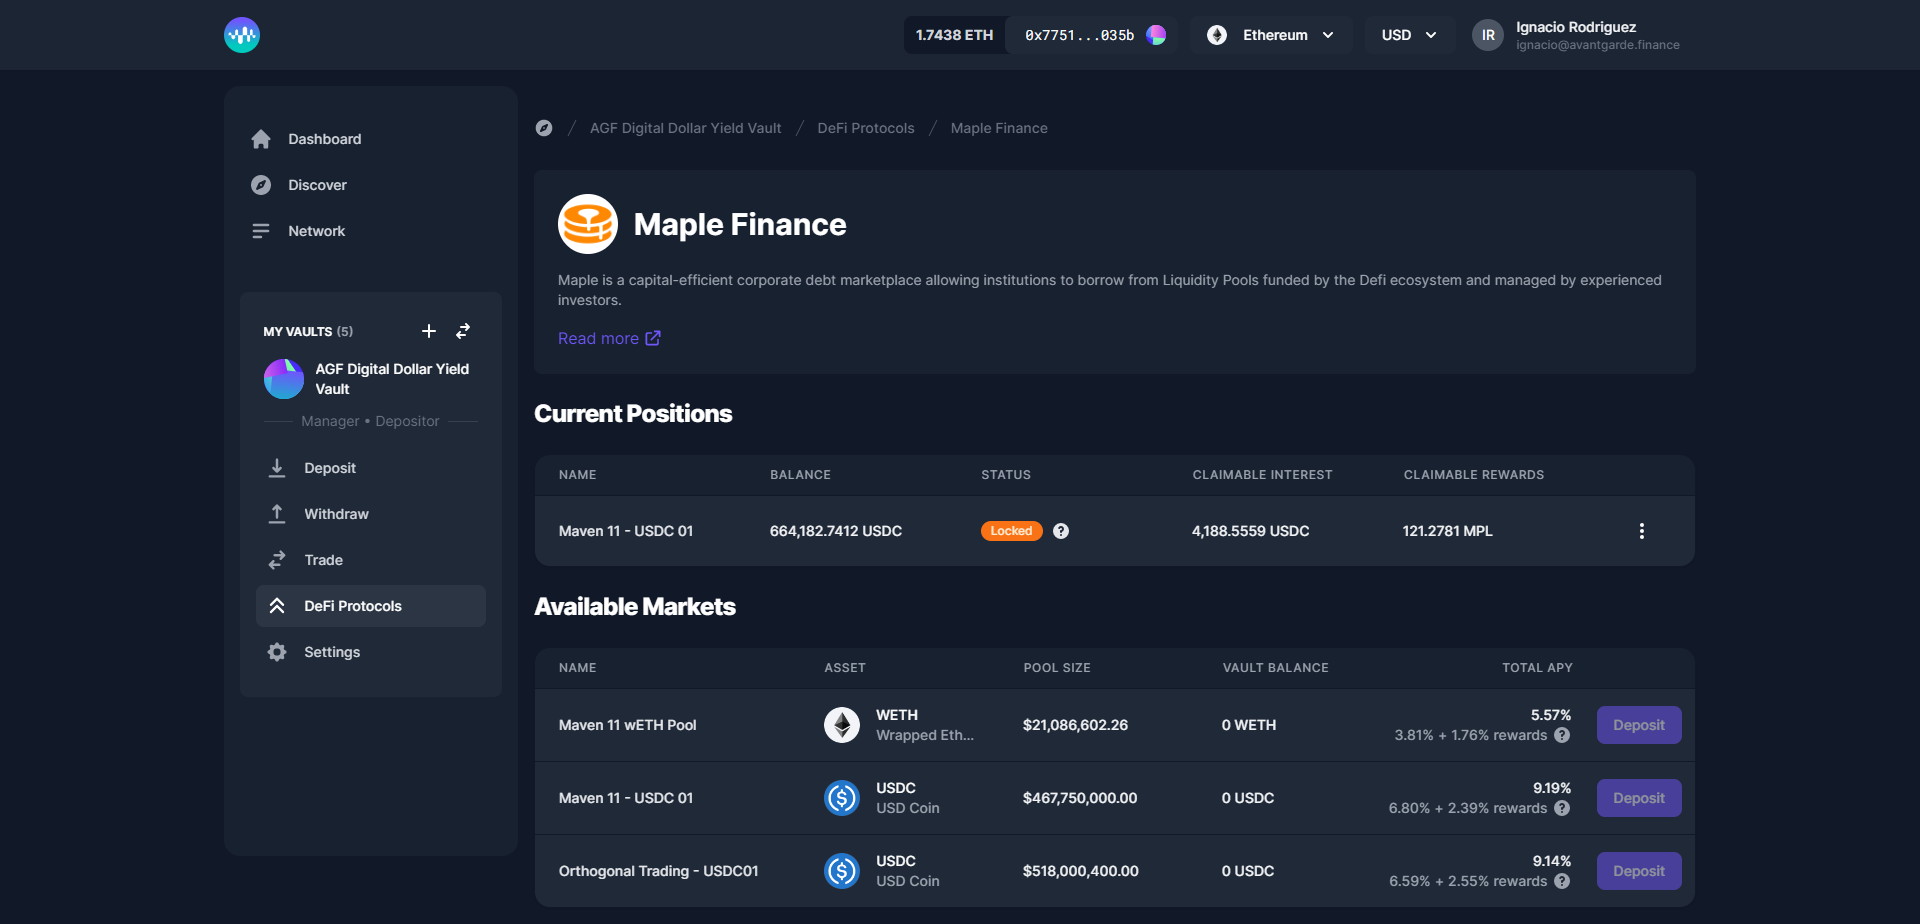 1.7438 ETH
0x7751...035b
Ethereum
USD
IR
Ignacio Rodriguez
ignacio@avantgarde.finance
Dashboard
Discover
Network
MY VAULTS (5)
AGF Digital Dollar Yield
Vault
Manager • Depositor
Deposit
Withdraw
Trade
DeFi Protocols
Settings
/ AGF Digital Dollar Yield Vault / DeFi Protocols / Maple Finance
Maple Finance
Maple is a capital-efficient corporate debt marketplace allowing institutions to borrow from Liquidity Pools funded by the Defi ecosystem and managed by experienced
investors.
Read more
Current Positions
NAME BALANCE STATUS CLAIMABLE INTEREST CLAIMABLE REWARDS
Maven 11 - USDC 01 664,182.7412 USDC Locked ? 4,188.5559 USDC 121.2781 MPL
Available Markets
NAME ASSET POOL SIZE VAULT BALANCE TOTAL APY
Maven 11 wETH Pool
WETH
Wrapped Eth...
$21,086,602.26
0 WETH
5.57%
3.81% + 1.76% rewards ?
Deposit
Maven 11 - USDC 01
USDC
USD Coin
$467,750,000.00
0 USDC
9.19%
6.80% + 2.39% rewards ?
Deposit
Orthogonal Trading - USDC01
USDC
USD Coin
$518,000,400.00
0 USDC
9.14%
6.59% + 2.55% rewards ?
Deposit